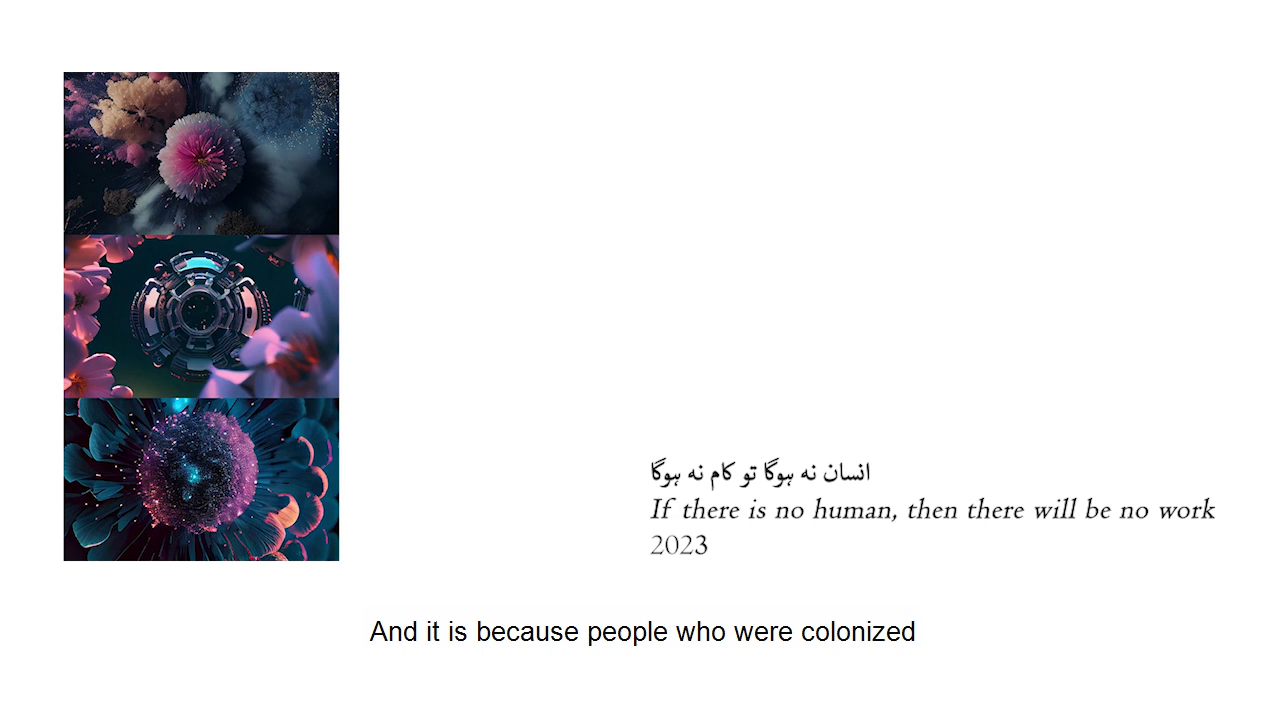 انسان نہ ہوگا تو کام نہ ہوگا
If there is no human, then there will be no work
2023
And it is because people who were colonized